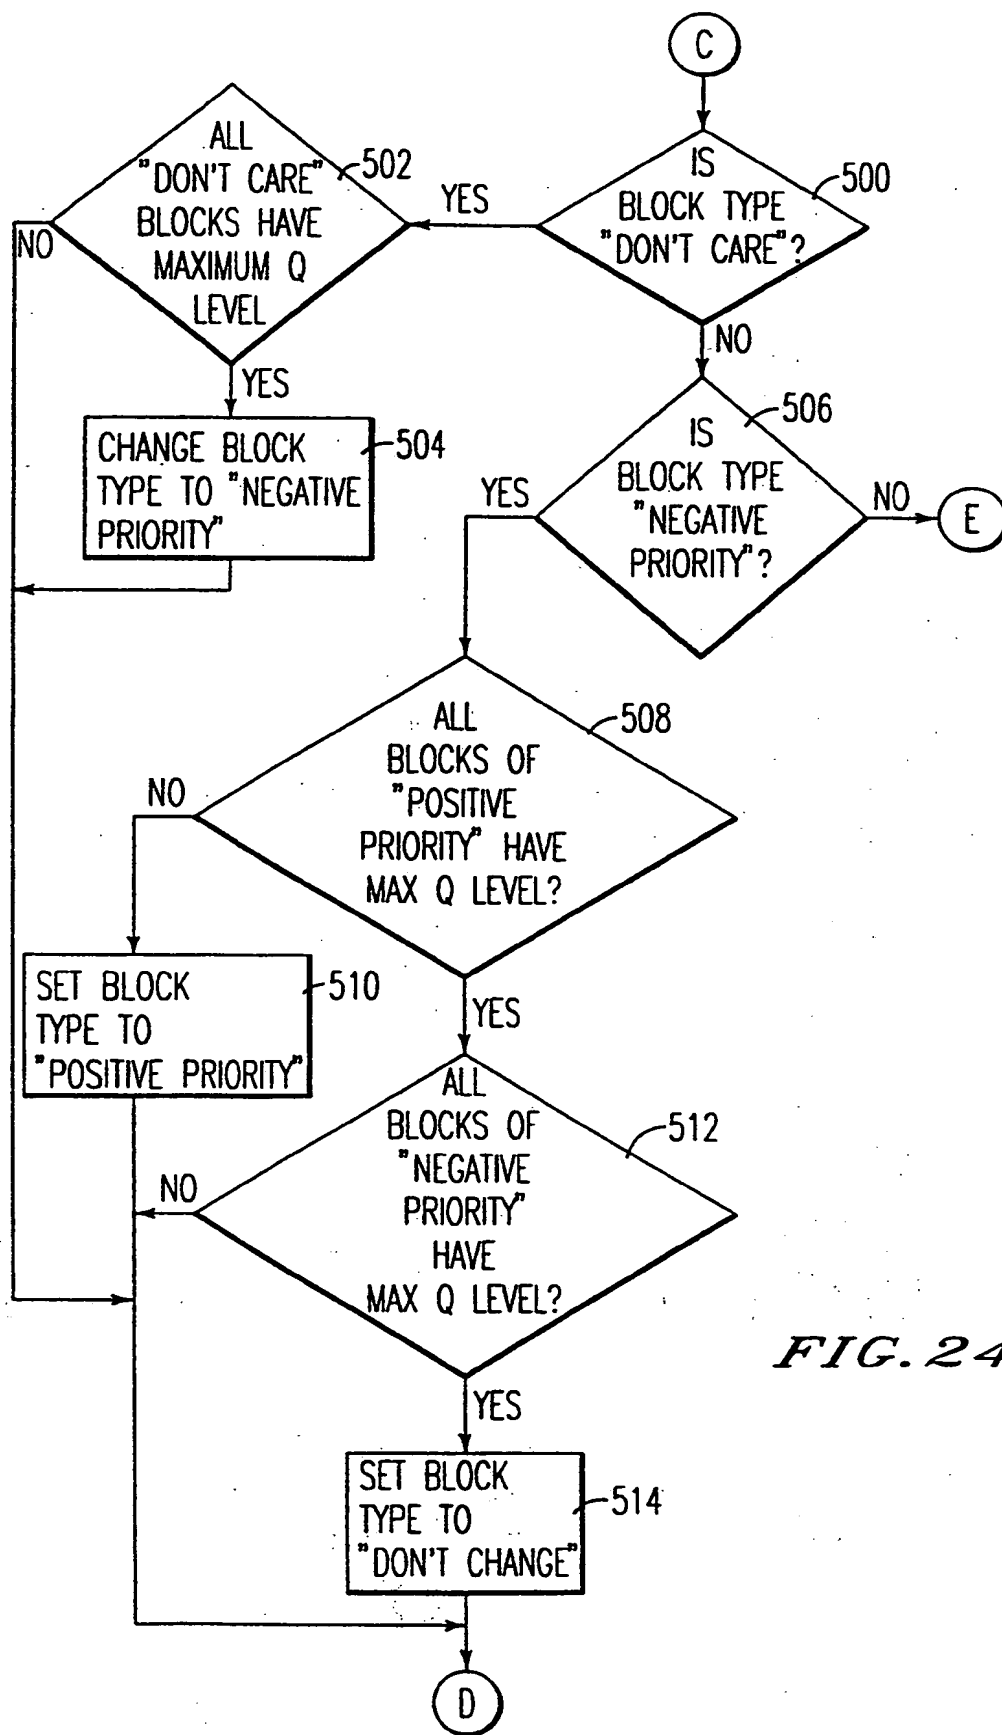 C
IS
BLOCK TYPE
"DON'T CARE"?
500
YES
NO
ALL
"DON'T CARE"
BLOCKS HAVE
MAXIMUM Q
LEVEL
502
NO
YES
CHANGE BLOCK
TYPE TO "NEGATIVE
PRIORITY"
504
IS
BLOCK TYPE
"NEGATIVE
PRIORITY"?
506
YES
NO
E
ALL
BLOCKS OF
"POSITIVE
PRIORITY" HAVE
MAX Q LEVEL?
508
NO
YES
SET BLOCK
TYPE TO
"POSITIVE PRIORITY"
510
ALL
BLOCKS OF
"NEGATIVE
PRIORITY"
HAVE
MAX Q LEVEL?
512
NO
YES
SET BLOCK
TYPE TO
"DON'T CHANGE"
514
D
FIG. 24